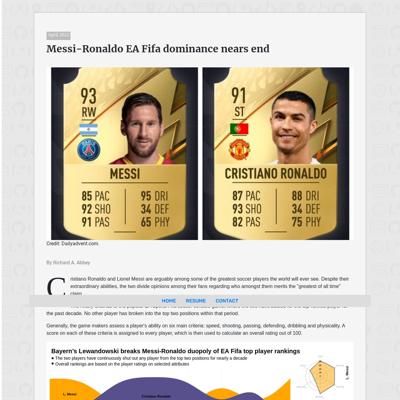 April, 2022
Messi-Ronaldo EA Fifa dominance nears end
93
RW
MESSI
85 PAC
95 DRI
92 SHO
34 DEF
91 PAS
65 PHY
91
ST
CRISTIANO RONALDO
87 PAC
88 DRI
93 SHO
34 DEF
82 PAS
75 PHY
Credit: Dailyadvent.com.
By Richard A. Abbey
Cristiano Ronaldo and Lionel Messi are arguably among some of the greatest soccer players the world will ever see. Despite their
extraordinary abilities, the two divide opinions among their fans regarding who amongst them merits the "greatest of all time"
HOME RESUME CONTACT
the past decade. No other player has broken into the top two positions within that period.
Generally, the game makers assess a player's ability on six main criteria: speed, shooting, passing, defending, dribbling and physicality. A
score on each of these criteria is assigned to every player, which is then used to calculate an overall rating out of 100.
Bayern's Lewandowski breaks Messi-Ronaldo duopoly of EA Fifa top player rankings
● The two players have continuously shut out any player from the top two positions for nearly a decade
● Overall rankings are based on the player ratings on selected attributes
L. Messi
Cristiano Ronaldo
L. Messi